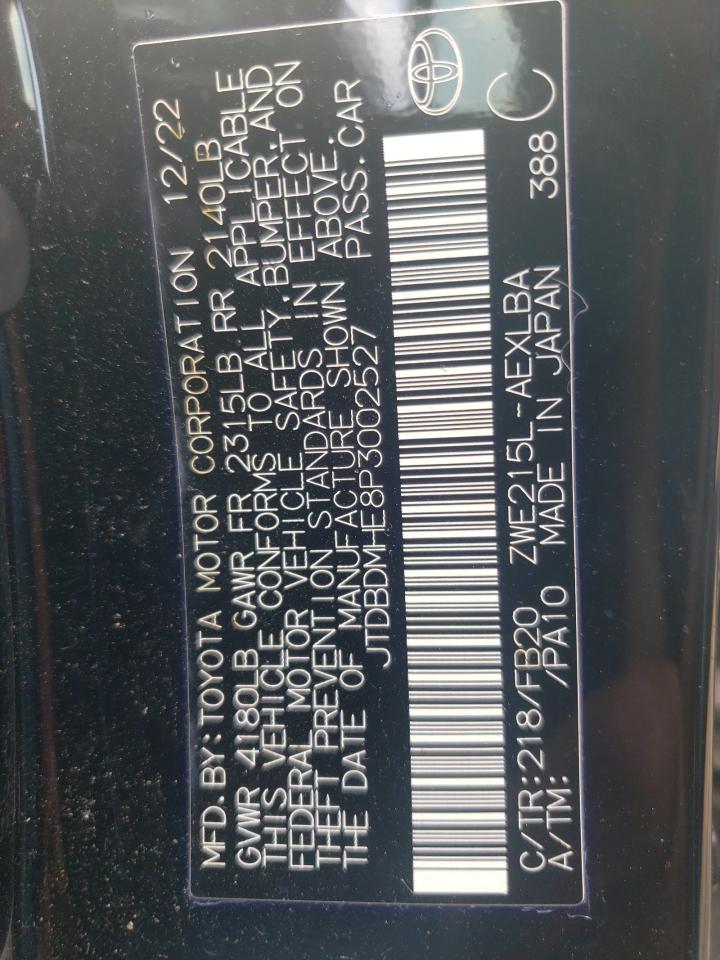 MFD.BY:TOYOTA MOTOR CORPORATION 12/22
GVWR 4180LB GAWR FR 2315LB RR 2140LB
THIS VEHICLE CONFORMS TO ALL APPLICABLE
FEDERAL MOTOR VEHICLE SAFETY,BUMPER,AND
THEFT PREVENTION STANDARDS IN EFFECT ON
THE DATE OF MANUFACTURE SHOWN ABOVE.
JTDBDMHE8P3002527 PASS.CAR
C/TR:218/FB20 ZWE215L-AEXLBA 388 C
A/TM: /PA10 MADE IN JAPAN